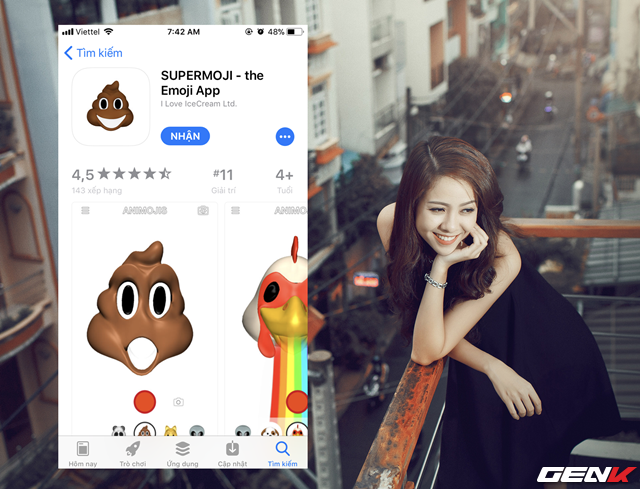 Viettel 7:42 AM 48%
Tìm kiếm
SUPERMOJI - the
Emoji App
I Love IceCream Ltd.
NHẬN
4,5 #11 4+
143 xếp hạng Giải trí Tuổi
ANIMOJIS ANIMOJ
Hôm nay Trò chơi Ứng dụng Cập nhật Tìm kiếm
GENK